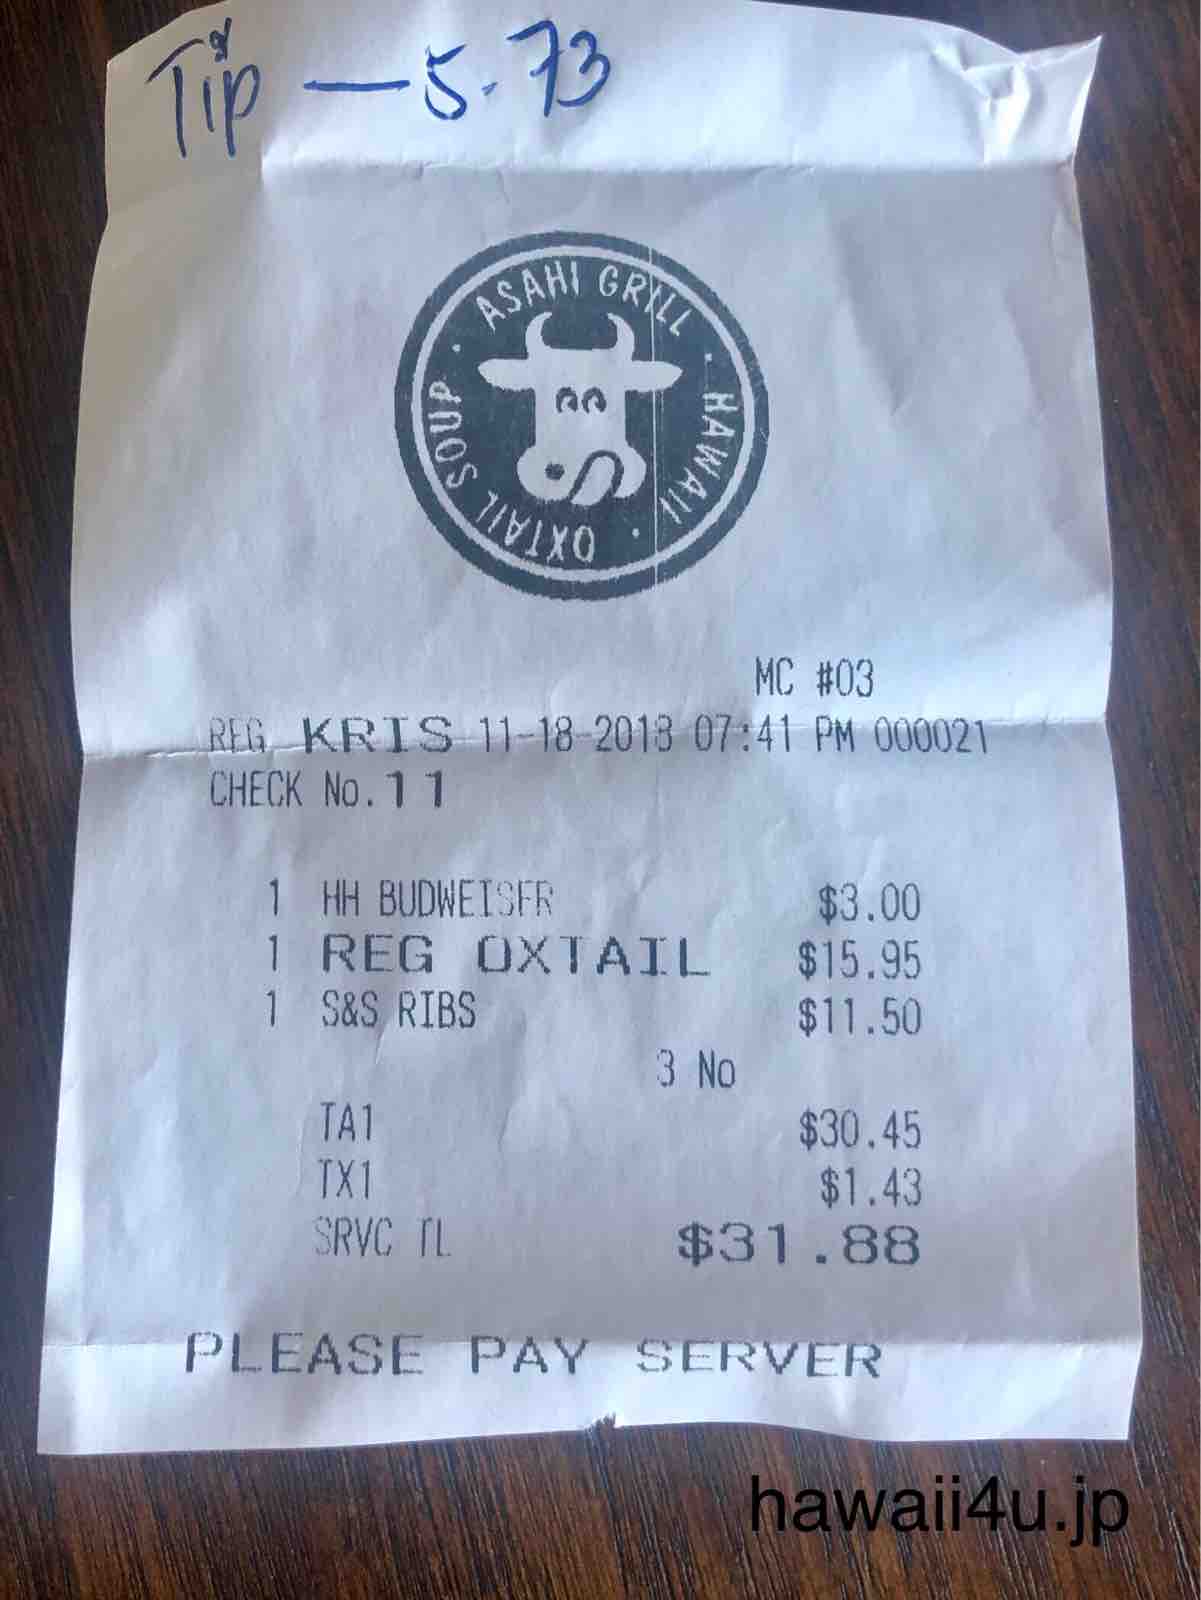 Tip — 5.73
ASAHI GRILL · HAWAII · OXTAIL SOUP ·
MC #03
REG KRIS 11-18-2018 07:41 PM 000021
CHECK No.11
1 HH BUDWEISER $3.00
1 REG OXTAIL $15.95
1 S&S RIBS $11.50
3 No
TA1 $30.45
TX1 $1.43
SRVC TL $31.88
PLEASE PAY SERVER
hawaii4u.jp